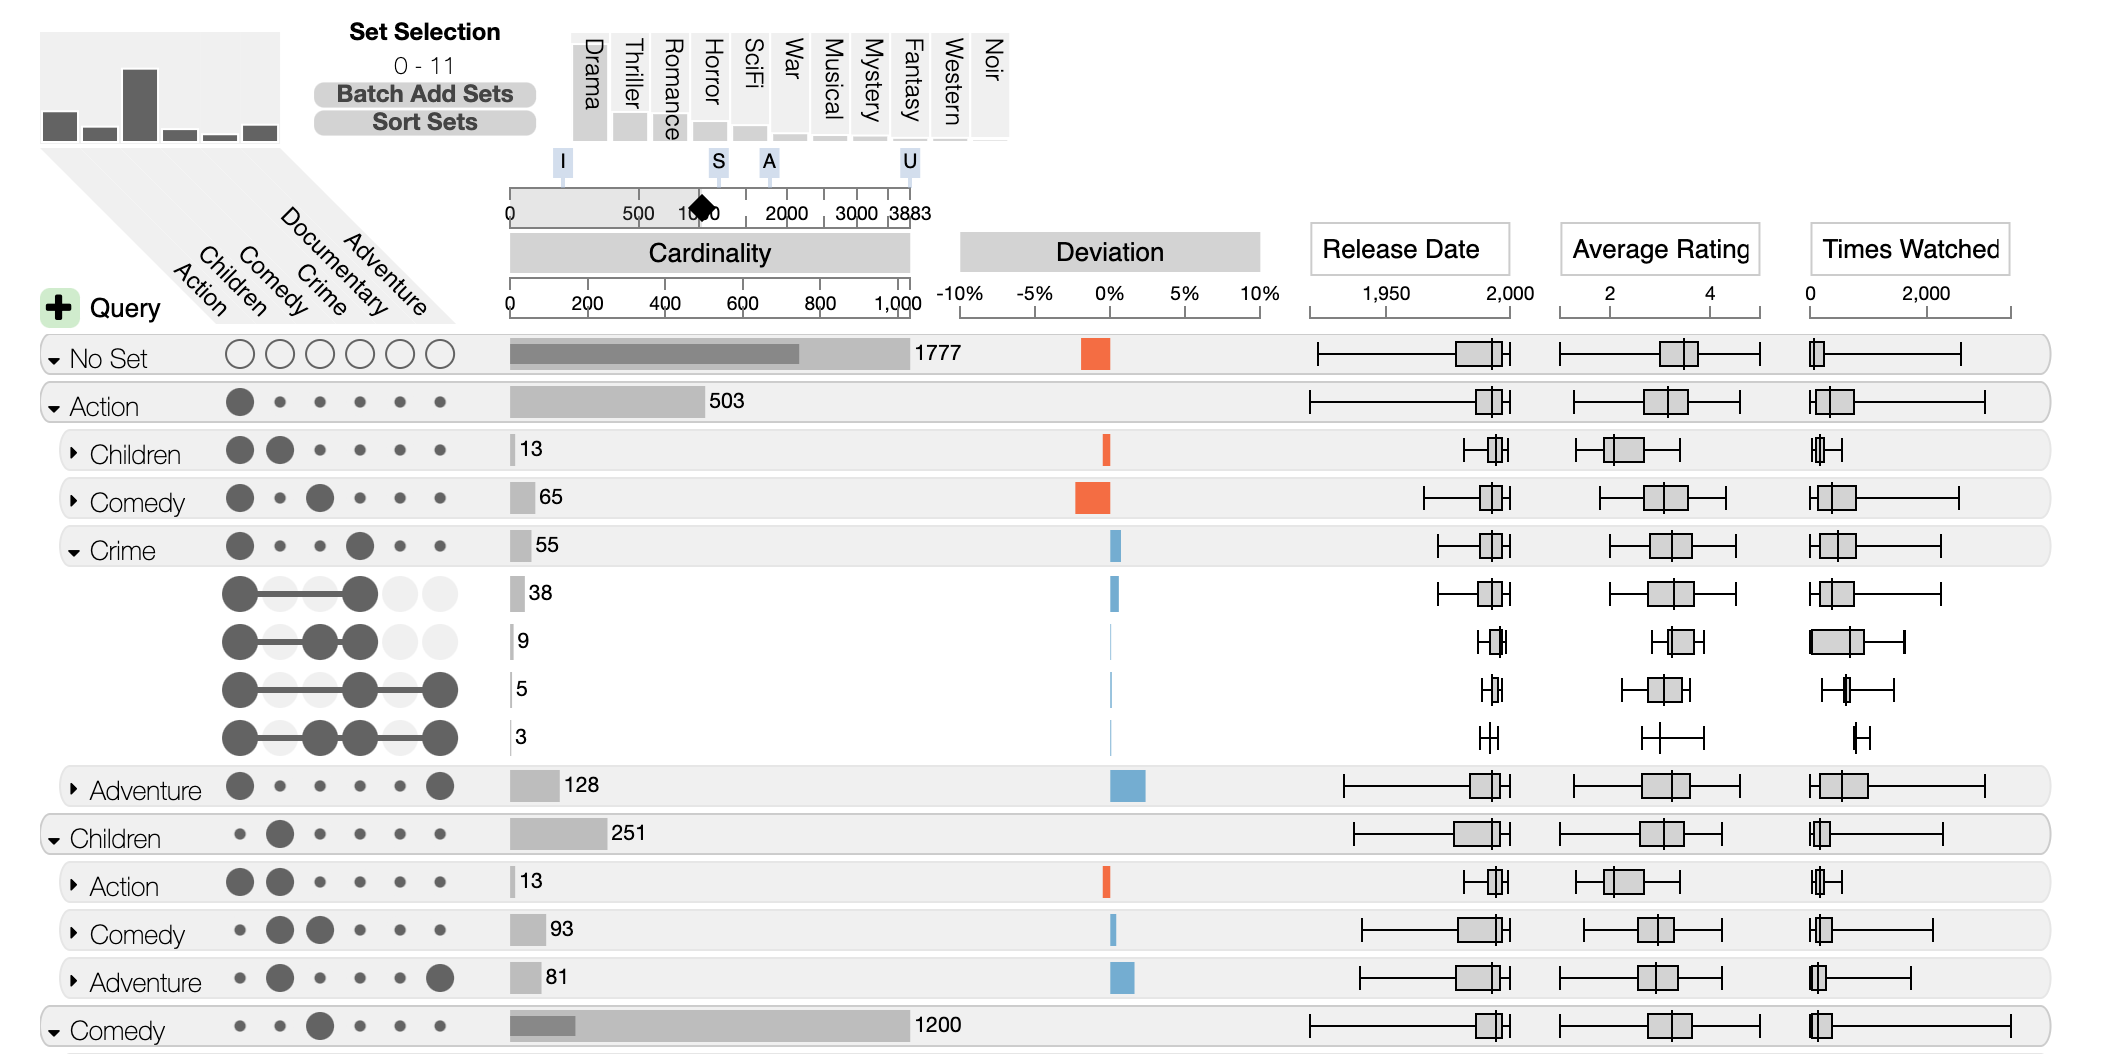 Set Selection
0 - 11
Batch Add Sets
Sort Sets
Drama
Thriller
Romance
Horror
SciFi
War
Musical
Mystery
Fantasy
Western
Noir
I S A U
0 500 1000 2000 3000 3883
Action
Children
Comedy
Crime
Documentary
Adventure
Cardinality Deviation Release Date Average Rating Times Watched
Query
0 200 400 600 800 1,000 -10% -5% 0% 5% 10% 1,950 2,000 2 4 0 2,000
No Set 1777
Action 503
Children 13
Comedy 65
Crime 55
38
9
5
3
Adventure 128
Children 251
Action 13
Comedy 93
Adventure 81
Comedy 1200